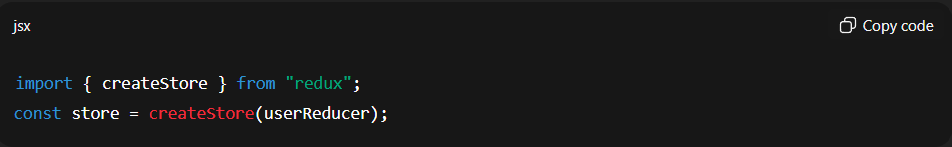 jsx
Copy code
import { createStore } from "redux";
const store = createStore(userReducer);